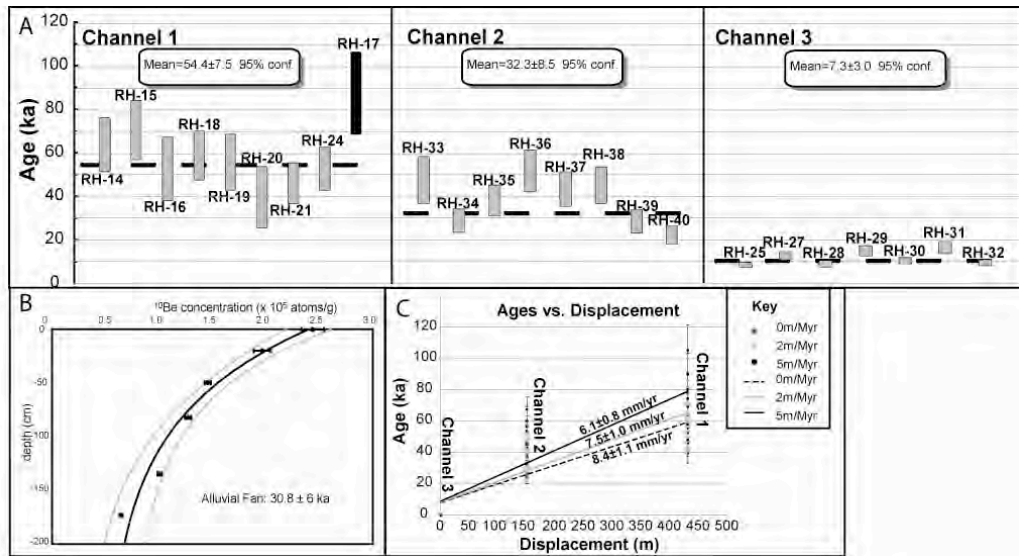 A
Age (ka)
120
100
80
60
40
20
0
Channel 1
Mean=54.4±7.5 95% conf.
RH-14
RH-15
RH-16
RH-18
RH-19
RH-20
RH-21
RH-24
RH-17
Channel 2
Mean=32.3±8.5 95% conf
RH-33
RH-34
RH-35
RH-36
RH-37
RH-38
RH-39
RH-40
Channel 3
Mean=7.3±3.0 95% conf.
RH-25
RH-27
RH-28
RH-29
RH-30
RH-31
RH-32
B
¹⁰Be concentration (x 10⁵ atoms/g)
0 0.5 1.0 1.5 2.0 2.5 3.0
depth (cm)
0
-50
-100
-150
-200
Alluvial Fan: 30.8 ± 6 ka
C
Ages vs. Displacement
Age (ka)
120
100
80
60
40
20
0
Channel 3
Channel 2
Channel 1
6.1±0.8 mm/yr
7.5±1.0 mm/yr
8.4±1.1 mm/yr
0 50 100 150 200 250 300 350 400 450 500
Displacement (m)
Key
0m/Myr
2m/Myr
5m/Myr
0m/Myr
2m/Myr
5m/Myr